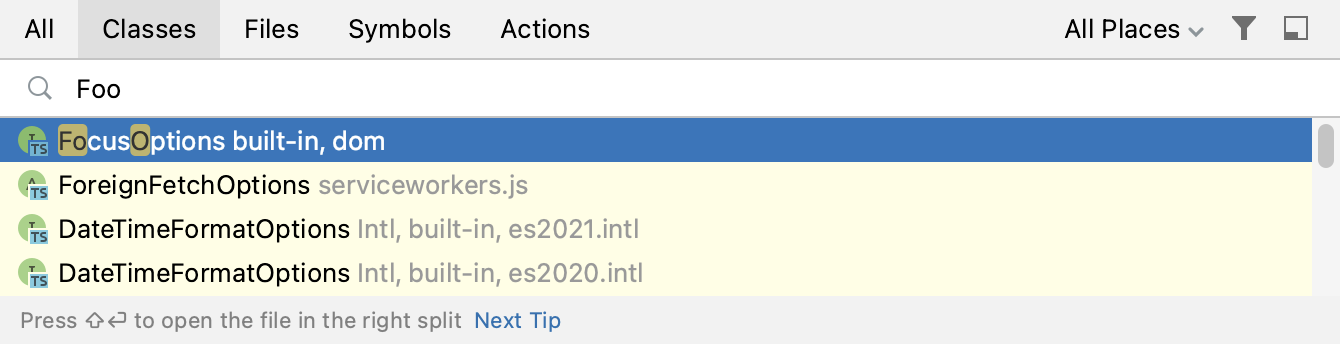 All Classes Files Symbols Actions All Places
Foo
FocusOptions built-in, dom
ForeignFetchOptions serviceworkers.js
DateTimeFormatOptions Intl, built-in, es2021.intl
DateTimeFormatOptions Intl, built-in, es2020.intl
Press ⇧⏎ to open the file in the right split Next Tip